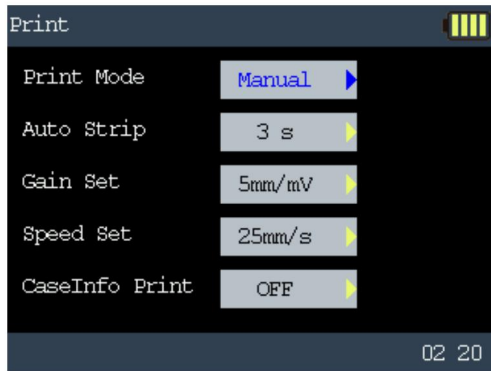 Print
Print Mode Manual
Auto Strip 3 s
Gain Set 5mm/mV
Speed Set 25mm/s
CaseInfo Print OFF
02 20